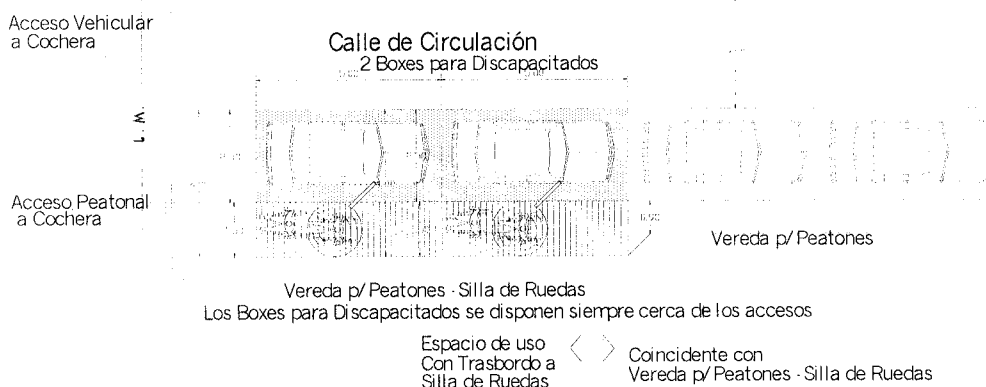 Acceso Vehicular
a Cochera
Calle de Circulación
2 Boxes para Discapacitados
Acceso Peatonal
a Cochera
0.90
Vereda p/ Peatones
Vereda p/ Peatones - Silla de Ruedas
Los Boxes para Discapacitados se disponen siempre cerca de los accesos
Espacio de uso
Con Trasbordo a
Silla de Ruedas
Coincidente con
Vereda p/ Peatones - Silla de Ruedas